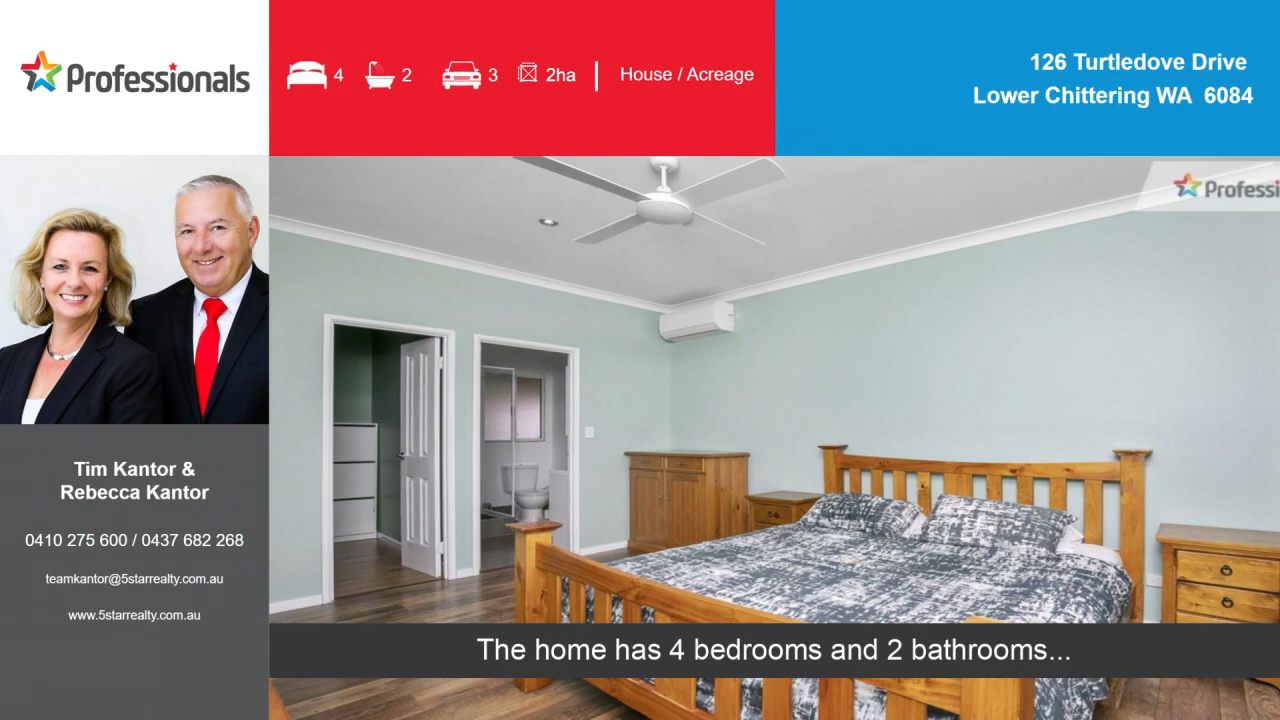 Professionals
4 2 3 2ha | House / Acreage
126 Turtledove Drive
Lower Chittering WA 6084
Professi
Tim Kantor &
Rebecca Kantor
0410 275 600 / 0437 682 268
teamkantor@5starrealty.com.au
www.5starrealty.com.au
The home has 4 bedrooms and 2 bathrooms...